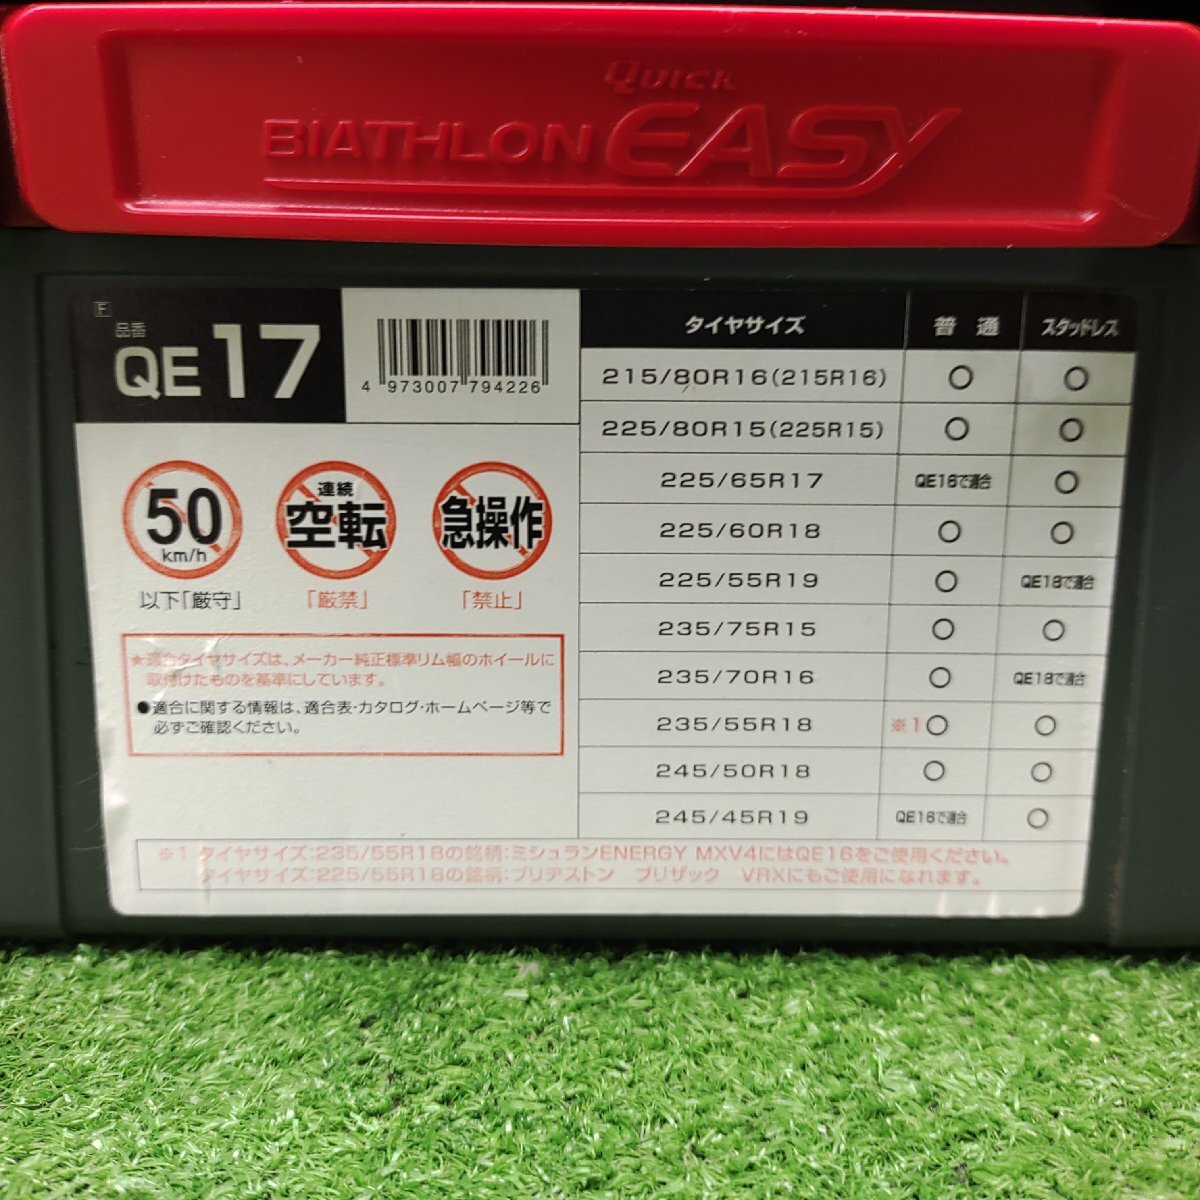 QUICK
BIATHLON EASY
F
品番
QE17
4 973007 794226
タイヤサイズ 普通 スタッドレス
215/80R16(215R16) ○ ○
225/80R15(225R15) ○ ○
225/65R17 QE16で適合 ○
225/60R18 ○ ○
225/55R19 ○ QE18で適合
235/75R15 ○ ○
235/70R16 ○ QE18で適合
235/55R18 ※1○ ○
245/50R18 ○ ○
245/45R19 QE16で適合 ○
50
km/h
以下「厳守」
連続
空転
「厳禁」
急操作
「禁止」
★適合タイヤサイズは、メーカー純正標準リム幅のホイールに
取付けたものを基準にしています。
●適合に関する情報は、適合表・カタログ・ホームページ等で
必ずご確認ください。
※1 タイヤサイズ:235/55R18の銘柄:ミシュランENERGY MXV4にはQE16をご使用ください。
タイヤサイズ:225/55R18の銘柄:ブリヂストン ブリザック VRXにもご使用になれます。